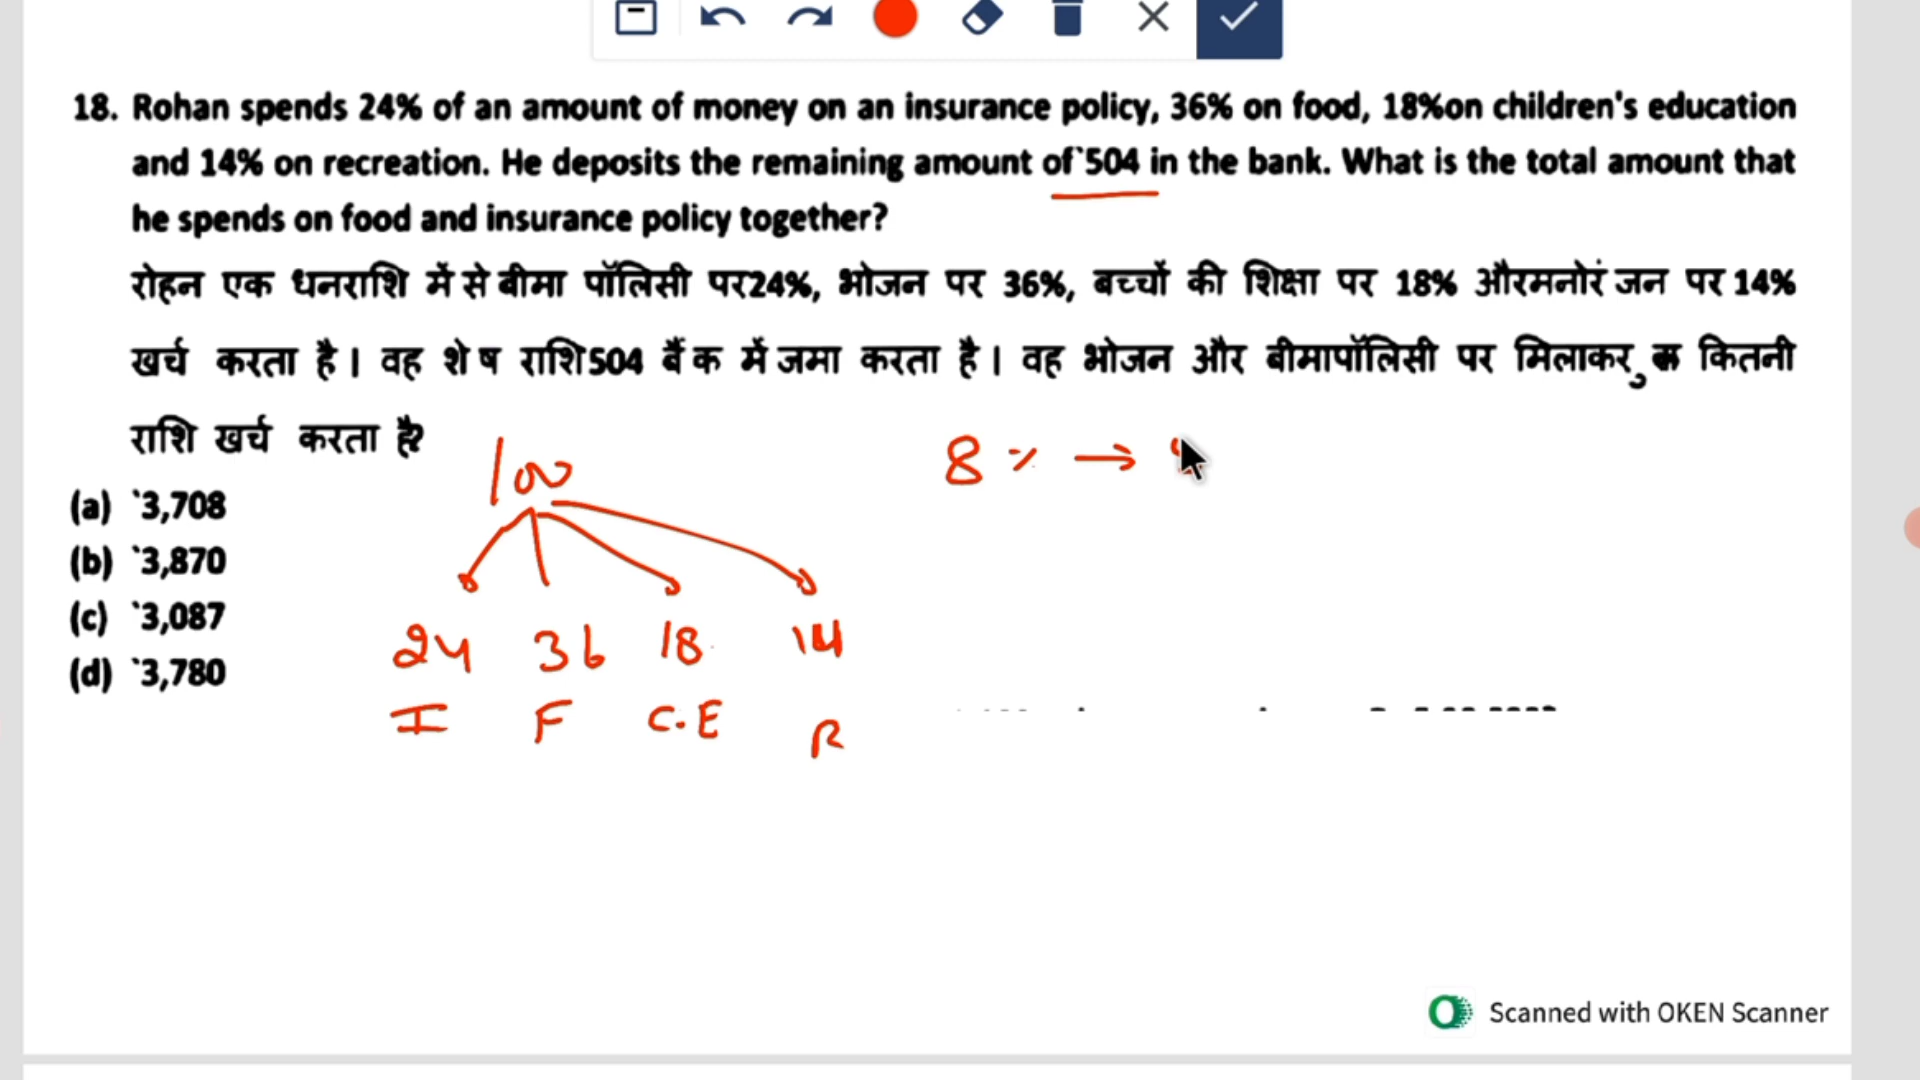 18. Rohan spends 24% of an amount of money on an insurance policy, 36% on food, 18%on children's education
and 14% on recreation. He deposits the remaining amount of`504 in the bank. What is the total amount that
he spends on food and insurance policy together?
रोहन एक धनराशि में से बीमा पॉलिसी पर24%, भोजन पर 36%, बच्चों की शिक्षा पर 18% औरमनोरंजन पर 14%
खर्च करता है। वह शेष राशि504 बैंक में जमा करता है। वह भोजन और बीमापॉलिसी पर मिलाकर कितनी
राशि खर्च करता है?
100
8 % →
(a) `3,708
(b) `3,870
(c) `3,087
(d) `3,780
24 36 18 14
I F C.E R
Scanned with OKEN Scanner